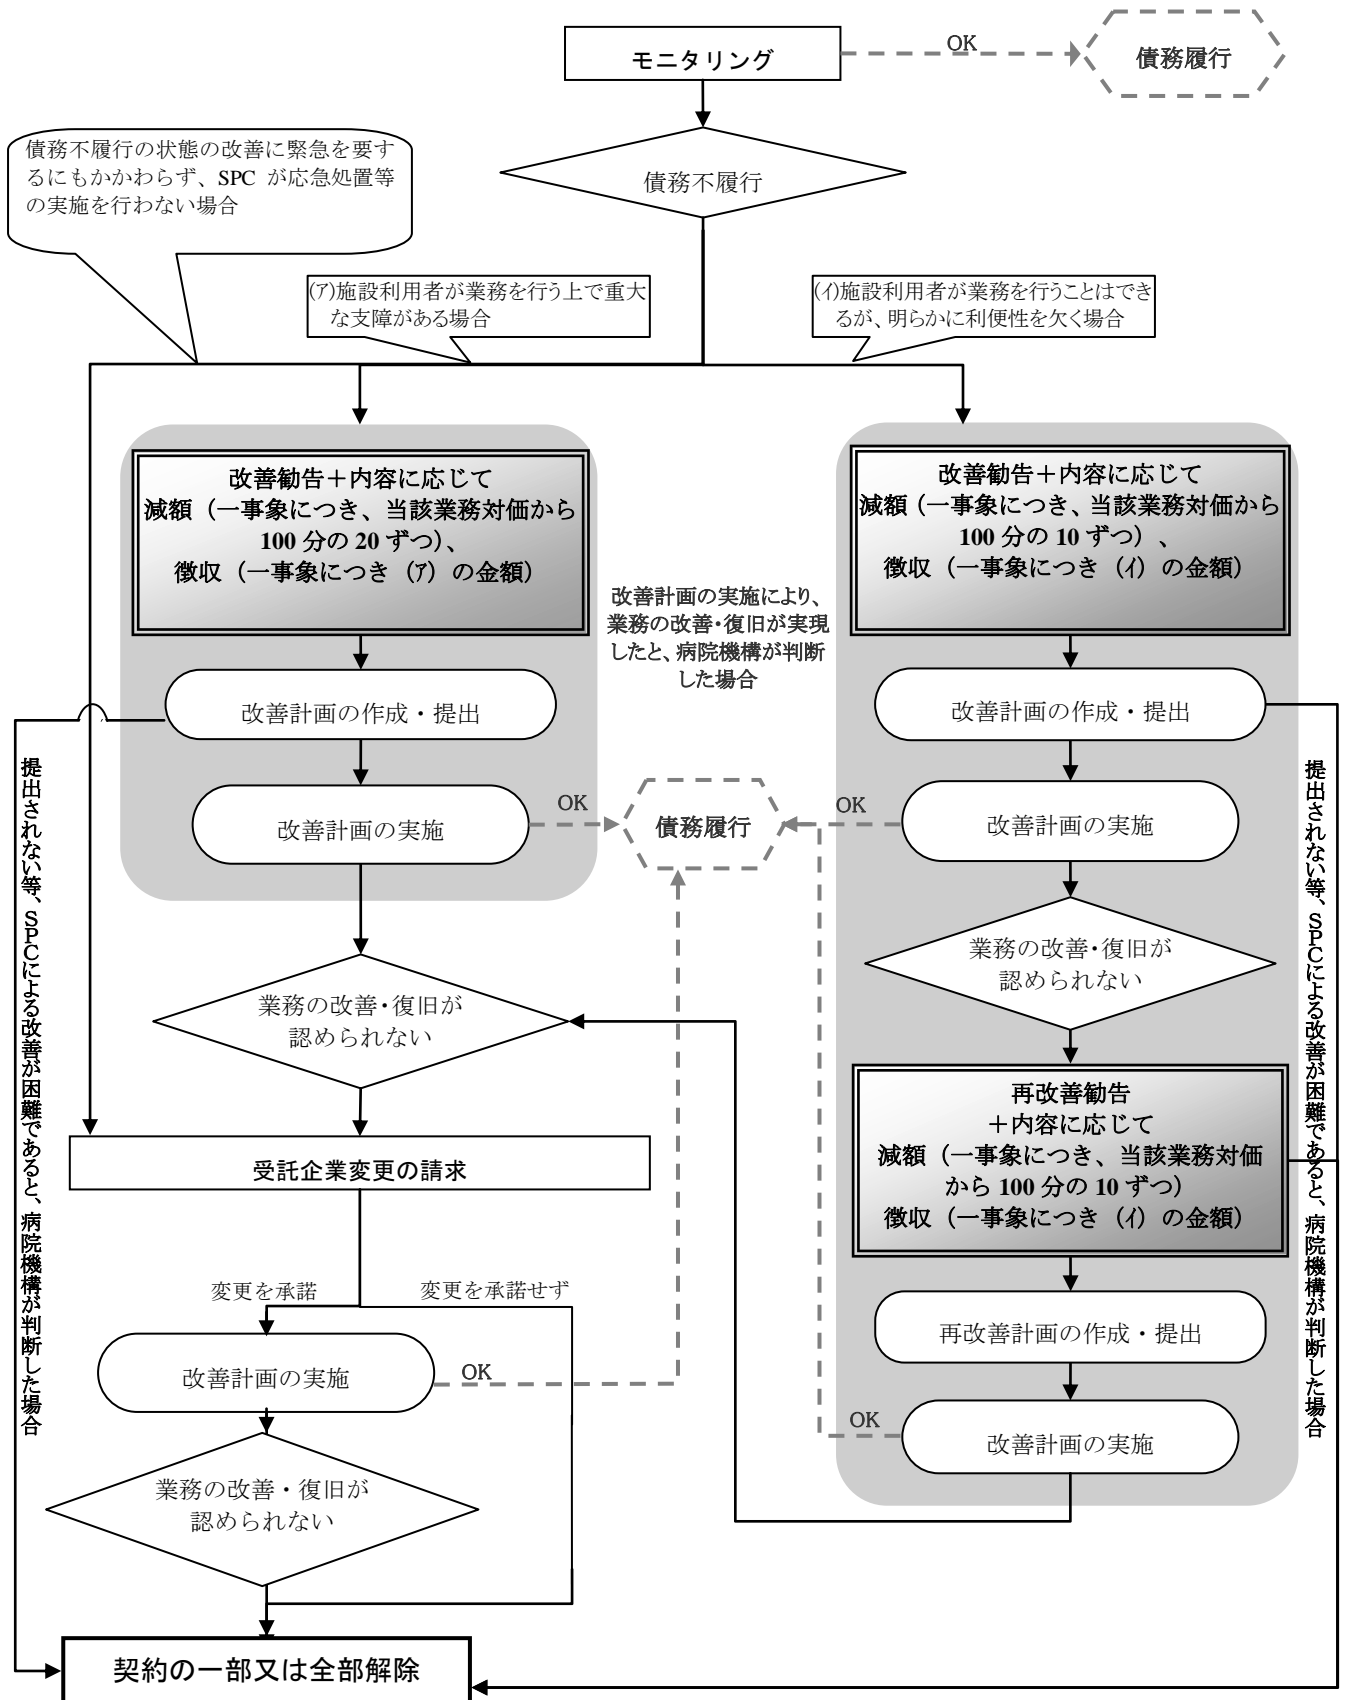 モニタリング
OK
債務履行
債務不履行の状態の改善に緊急を要す
るにもかかわらず、SPC が応急処置等
の実施を行わない場合
債務不履行
(ア)施設利用者が業務を行う上で重大
な支障がある場合
(イ)施設利用者が業務を行うことはでき
るが、明らかに利便性を欠く場合
改善勧告＋内容に応じて
減額（一事象につき、当該業務対価から
100 分の 20 ずつ）、
徴収（一事象につき（ア）の金額）
改善勧告＋内容に応じて
減額（一事象につき、当該業務対価から
100 分の 10 ずつ）、
徴収（一事象につき（イ）の金額）
改善計画の実施により、
業務の改善・復旧が実現
したと、病院機構が判断
した場合
改善計画の作成・提出
改善計画の作成・提出
提出されない等、SPCによる改善が困難であると、病院機構が判断した場合
提出されない等、SPCによる改善が困難であると、病院機構が判断した場合
改善計画の実施
OK
債務履行
OK
改善計画の実施
業務の改善・復旧が
認められない
業務の改善・復旧が
認められない
再改善勧告
＋内容に応じて
減額（一事象につき、当該業務対価
から 100 分の 10 ずつ）
徴収（一事象につき（イ）の金額）
受託企業変更の請求
変更を承諾
変更を承諾せず
再改善計画の作成・提出
改善計画の実施
OK
OK
改善計画の実施
業務の改善・復旧が
認められない
契約の一部又は全部解除